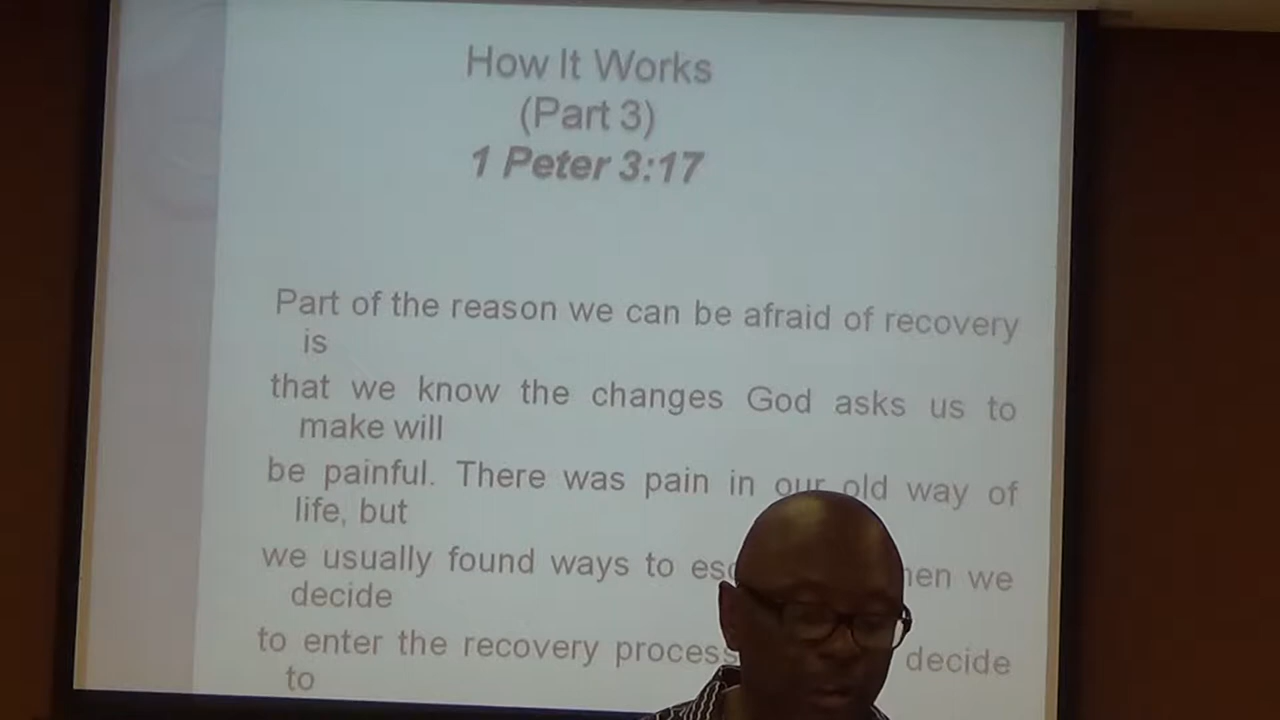 How It Works
(Part 3)
1 Peter 3:17
Part of the reason we can be afraid of recovery
is
that we know the changes God asks us to
make will
be painful. There was pain in our old way of
life, but
we usually found ways to we
decide
to enter the recovery process decide
to